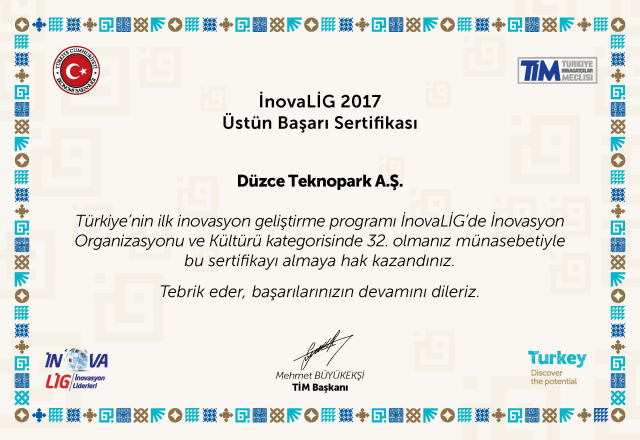 TÜRKİYE CUMHURİYETİ
EKONOMİ BAKANLIĞI
TİM TÜRKİYE
İHRACATÇILAR
MECLİSİ
İnovaLİG 2017
Üstün Başarı Sertifikası
Düzce Teknopark A.Ş.
Türkiye’nin ilk inovasyon geliştirme programı İnovaLİG’de İnovasyon
Organizasyonu ve Kültürü kategorisinde 32. olmanız münasebetiyle
bu sertifikayı almaya hak kazandınız.
Tebrik eder, başarılarınızın devamını dileriz.
İNOVA
LİG İnovasyon
Liderleri
Mehmet BÜYÜKEKŞİ
TİM Başkanı
Turkey
Discover
the potential